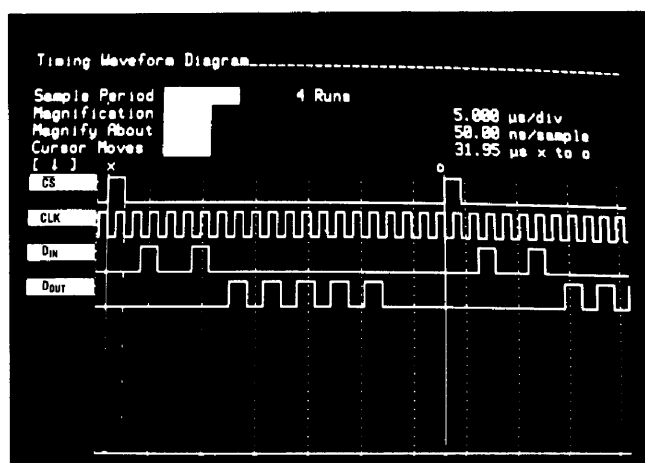 Timing Waveform Diagram
Sample Period 4 Runs
Magnification 5.000 µs/div
Magnify About 50.00 ns/sample
Cursor Moves 31.95 µs x to o
[ ↓ ] x o
CS
CLK
DIN
DOUT